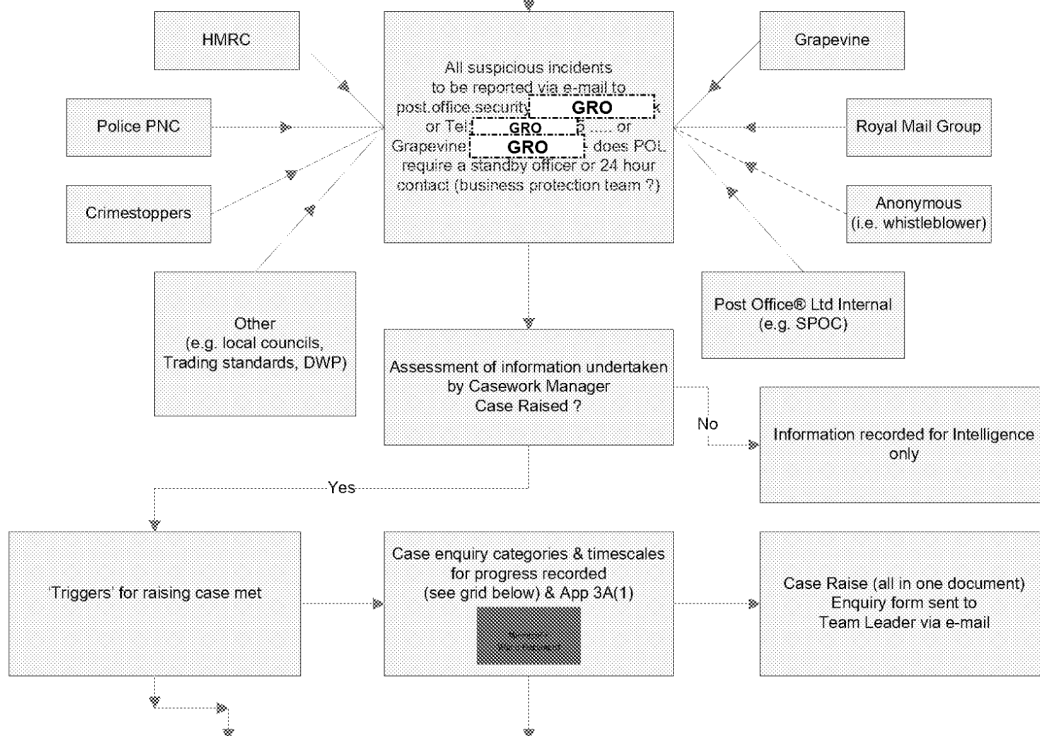 HMRC
Grapevine
All suspicious incidents
to be reported via e-mail to
post.office.security GRO k
or Tel: GRO 5 ..... or
Grapevine GRO - does POL
require a standby officer or 24 hour
contact (business protection team ?)
Police PNC
Royal Mail Group
Crimestoppers
Anonymous
(i.e. whistleblower)
Other
(e.g. local councils,
Trading standards, DWP)
Post Office® Ltd Internal
(e.g. SPOC)
Assessment of information undertaken
by Casework Manager
Case Raised ?
No
Information recorded for Intelligence
only
Yes
'Triggers' for raising case met
Case enquiry categories & timescales
for progress recorded
(see grid below) & App 3A(1)
Case Raise (all in one document)
Enquiry form sent to
Team Leader via e-mail